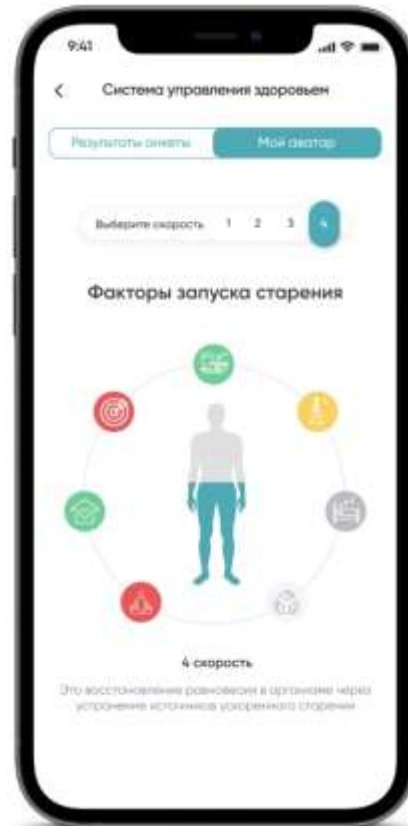 9:41
Система управления здоровьем
Результаты анкеты Мой аватар
Выберите скорость 1 2 3 4
Факторы запуска старения
4 скорость
Это восстановление равновесия в организме через
устранение источников ускоренного старения